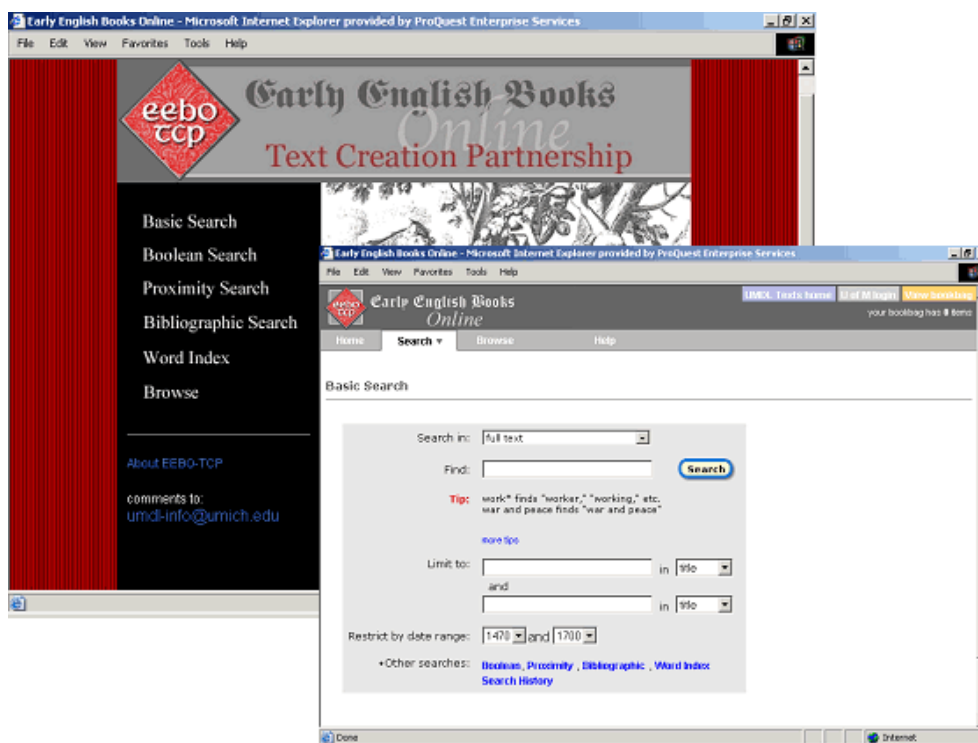 Early English Books Online - Microsoft Internet Explorer provided by ProQuest Enterprise Services
File Edit View Favorites Tools Help
eebo
tcp
Early English Books
Online
Text Creation Partnership
Basic Search
Boolean Search
Proximity Search
Bibliographic Search
Word Index
Browse
About EEBO-TCP
comments to:
umdl-info@umich.edu
Early English Books Online - Microsoft Internet Explorer provided by ProQuest Enterprise Services
File Edit View Favorites Tools Help
eebo
tcp
Early English Books
Online
UMDL Texts home U of M login View bookbag
your bookbag has 0 items
Home Search Browse Help
Basic Search
Search in: full text
Find: Search
Tip: work* finds "worker," "working," etc.
war and peace finds "war and peace"
more tips
Limit to: in title
and
in title
Restrict by date range: 1470 and 1700
•Other searches: Boolean, Proximity , Bibliographic , Word Index
Search History
Done Internet